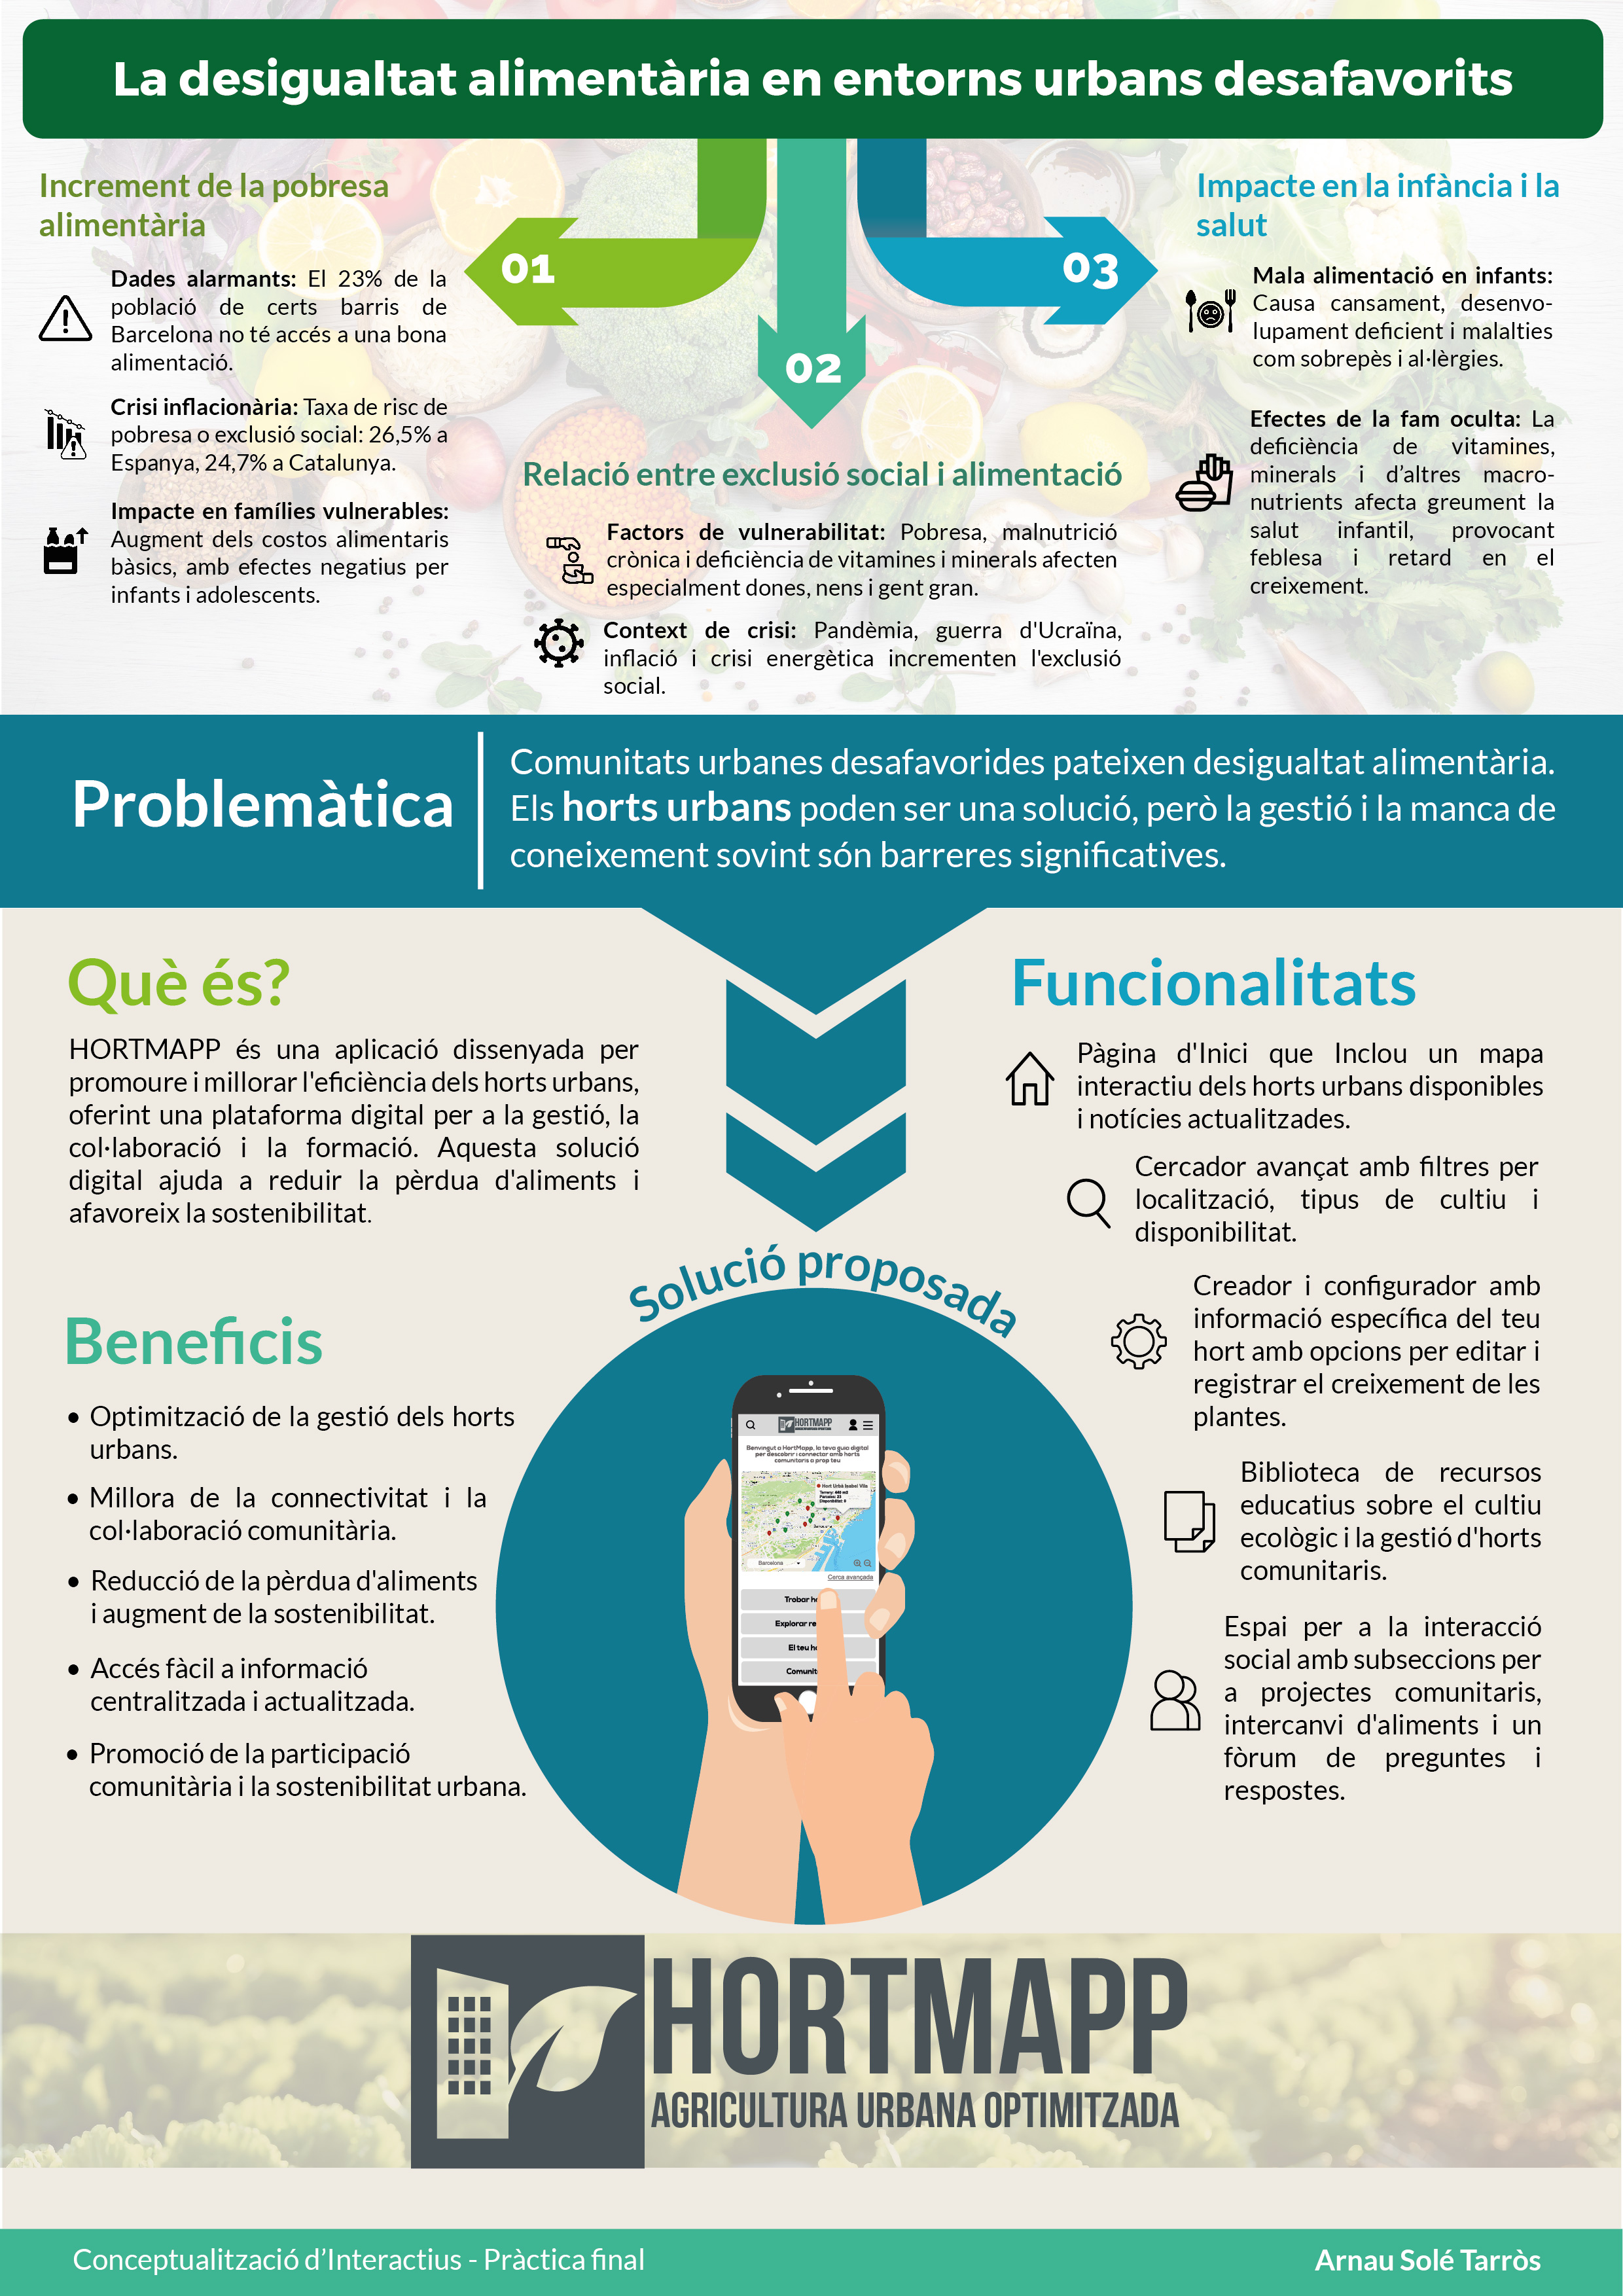 La desigualtat alimentària en entorns urbans desafavorits
Increment de la pobresa
alimentària
Dades alarmants: El 23% de la
població de certs barris de
Barcelona no té accés a una bona
alimentació.
Crisi inflacionària: Taxa de risc de
pobresa o exclusió social: 26,5% a
Espanya, 24,7% a Catalunya.
Impacte en famílies vulnerables:
Augment dels costos alimentaris
bàsics, amb efectes negatius per
infants i adolescents.
01
02
03
Relació entre exclusió social i alimentació
Factors de vulnerabilitat: Pobresa, malnutrició
crònica i deficiència de vitamines i minerals afecten
especialment dones, nens i gent gran.
Context de crisi: Pandèmia, guerra d'Ucraïna,
inflació i crisi energètica incrementen l'exclusió
social.
Impacte en la infància i la
salut
Mala alimentació en infants:
Causa cansament, desenvo-
lupament deficient i malalties
com sobrepès i al·lèrgies.
Efectes de la fam oculta: La
deficiència de vitamines,
minerals i d’altres macro-
nutrients afecta greument la
salut infantil, provocant
feblesa i retard en el
creixement.
Problemàtica
Comunitats urbanes desafavorides pateixen desigualtat alimentària.
Els horts urbans poden ser una solució, però la gestió i la manca de
coneixement sovint són barreres significatives.
Què és?
HORTMAPP és una aplicació dissenyada per
promoure i millorar l'eficiència dels horts urbans,
oferint una plataforma digital per a la gestió, la
col·laboració i la formació. Aquesta solució
digital ajuda a reduir la pèrdua d'aliments i
afavoreix la sostenibilitat.
Beneficis
• Optimització de la gestió dels horts
urbans.
• Millora de la connectivitat i la
col·laboració comunitària.
• Reducció de la pèrdua d'aliments
i augment de la sostenibilitat.
• Accés fàcil a informació
centralitzada i actualitzada.
• Promoció de la participació
comunitària i la sostenibilitat urbana.
Solució proposada
HORTMAPP
Benvingut a HortMapp, la teva guia digital
per descobrir i connectar amb horts
comunitaris a prop teu
Hort Urbà Isabel Vila
Barcelona
Cerca avançada
Trobar ho
Explorar re
El teu ho
Comunit
Funcionalitats
Pàgina d'Inici que Inclou un mapa
interactiu dels horts urbans disponibles
i notícies actualitzades.
Cercador avançat amb filtres per
localització, tipus de cultiu i
disponibilitat.
Creador i configurador amb
informació específica del teu
hort amb opcions per editar i
registrar el creixement de les
plantes.
Biblioteca de recursos
educatius sobre el cultiu
ecològic i la gestió d'horts
comunitaris.
Espai per a la interacció
social amb subseccions per
a projectes comunitaris,
intercanvi d'aliments i un
fòrum de preguntes i
respostes.
HORTMAPP
AGRICULTURA URBANA OPTIMITZADA
Conceptualització d’Interactius - Pràctica final
Arnau Solé Tarròs